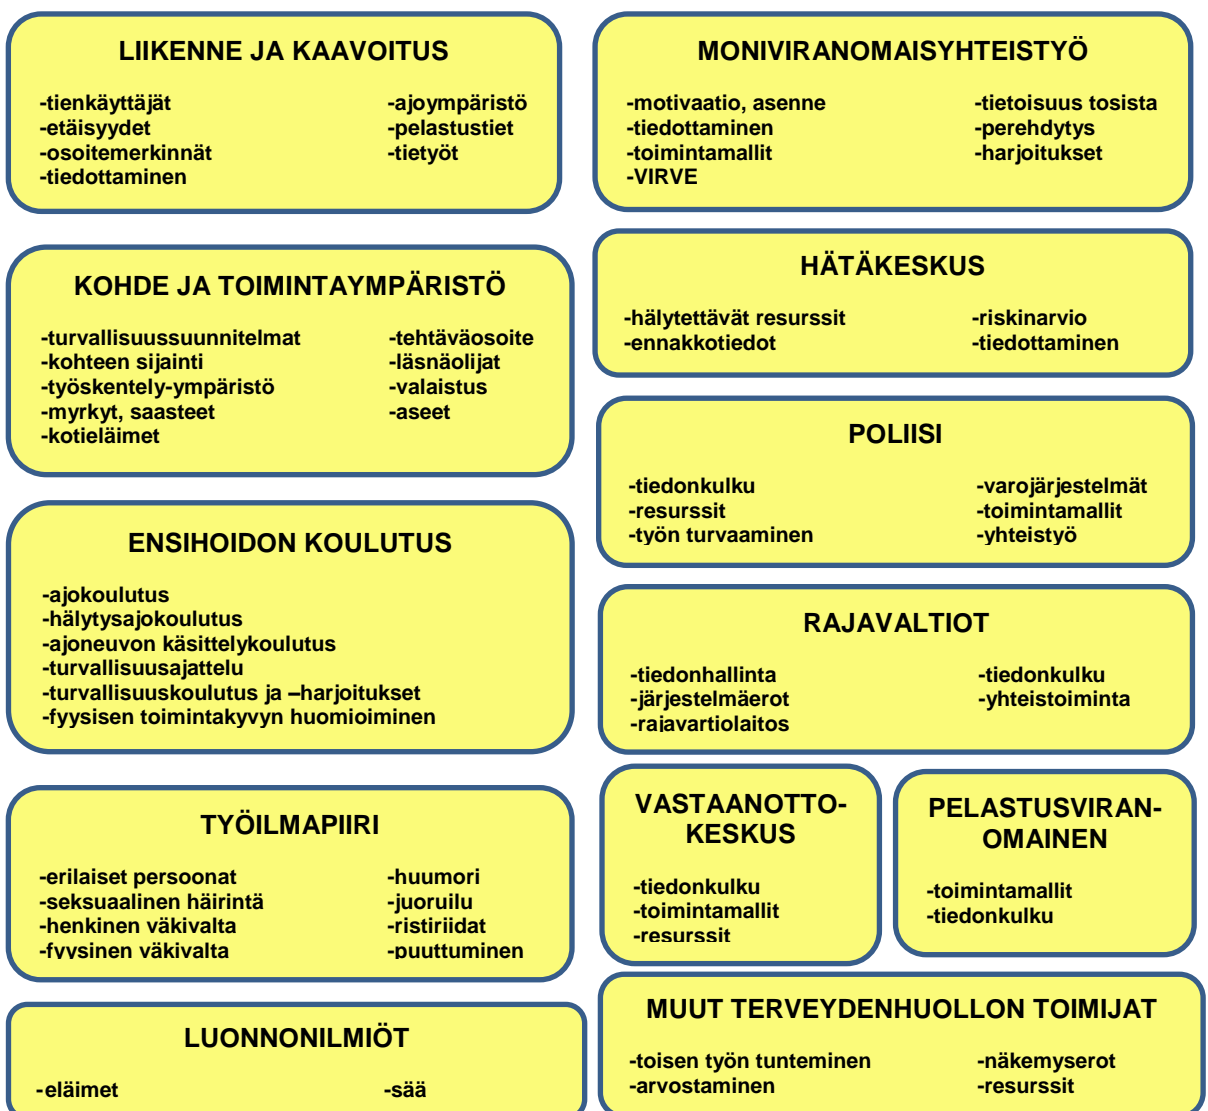 LIIKENNE JA KAAVOITUS
-tienkäyttäjät
-etäisyydet
-osoitemerkinnät
-tiedottaminen
-ajoympäristö
-pelastustiet
-tietyöt
MONIVIRANOMAISYHTEISTYÖ
-motivaatio, asenne
-tiedottaminen
-toimintamallit
-VIRVE
-tietoisuus tosista
-perehdytys
-harjoitukset
KOHDE JA TOIMINTAYMPÄRISTÖ
-turvallisuussuunnitelmat
-kohteen sijainti
-työskentely-ympäristö
-myrkyt, saasteet
-kotieläimet
-tehtäväosoite
-läsnäolijat
-valaistus
-aseet
HÄTÄKESKUS
-hälytettävät resurssit
-ennakkotiedot
-riskinarvio
-tiedottaminen
POLIISI
-tiedonkulku
-resurssit
-työn turvaaminen
-varojärjestelmät
-toimintamallit
-yhteistyö
ENSIHOIDON KOULUTUS
-ajokoulutus
-hälytysajokoulutus
-ajoneuvon käsittelykoulutus
-turvallisuusajattelu
-turvallisuuskoulutus ja –harjoitukset
-fyysisen toimintakyvyn huomioiminen
RAJAVALTIOT
-tiedonhallinta
-järjestelmäerot
-rajavartiolaitos
-tiedonkulku
-yhteistoiminta
TYÖILMAPIIRI
-erilaiset persoonat
-seksuaalinen häirintä
-henkinen väkivalta
-fyysinen väkivalta
-huumori
-juoruilu
-ristiriidat
-puuttuminen
VASTAANOTTO-
KESKUS
-tiedonkulku
-toimintamallit
-resurssit
PELASTUSVIRAN-
OMAINEN
-toimintamallit
-tiedonkulku
LUONNONILMIÖT
-eläimet
-sää
MUUT TERVEYDENHUOLLON TOIMIJAT
-toisen työn tunteminen
-arvostaminen
-näkemyserot
-resurssit